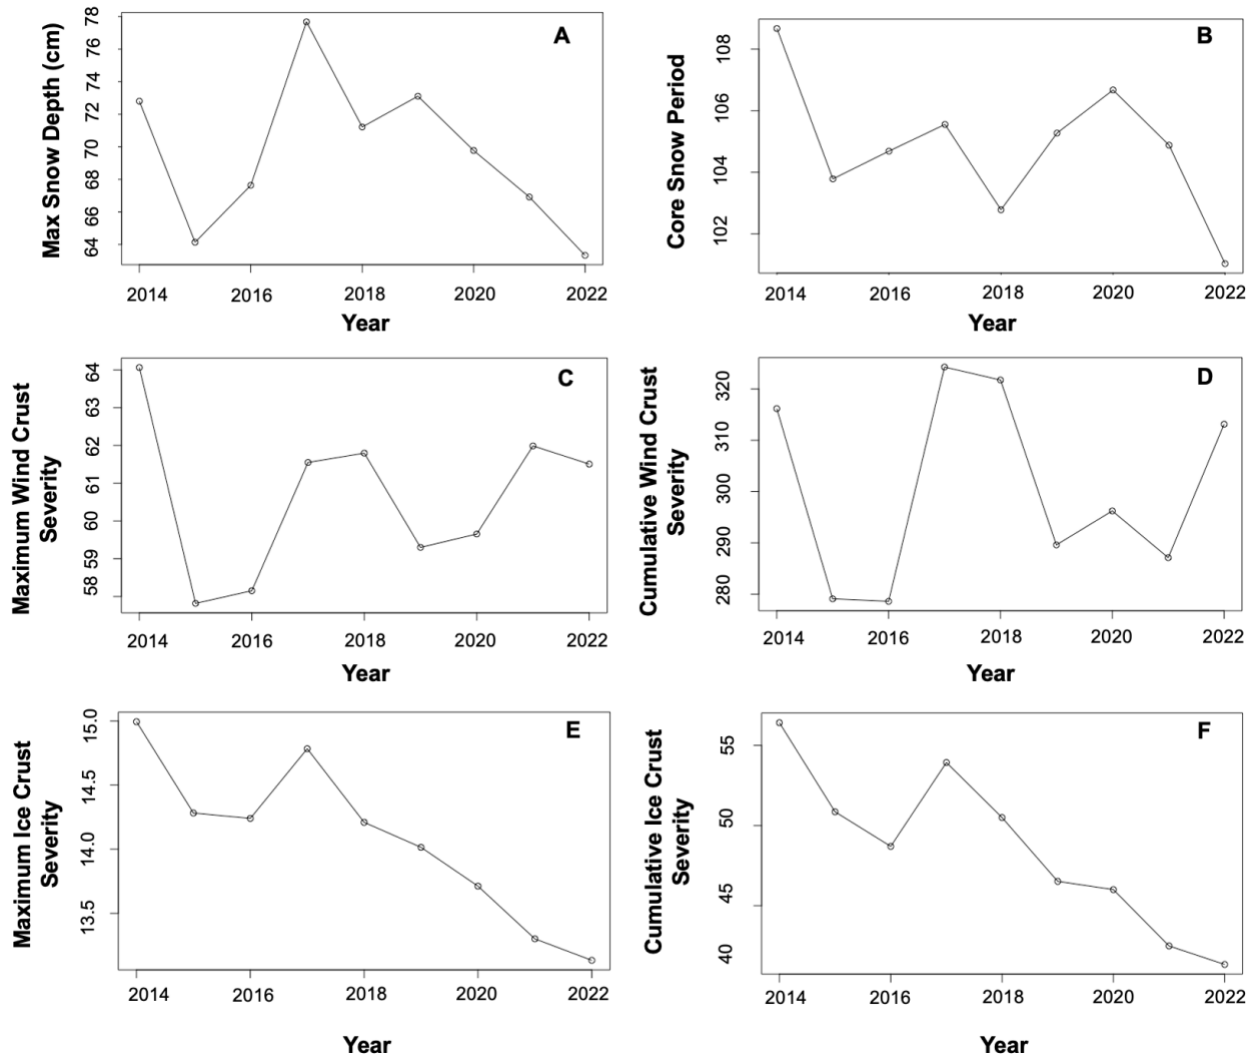 A
Max Snow Depth (cm)
78
76
74
72
70
68
66
64
2014 2016 2018 2020 2022
Year
B
Core Snow Period
108
106
104
102
2014 2016 2018 2020 2022
Year
C
Maximum Wind Crust
Severity
64
63
62
61
60
59
58
2014 2016 2018 2020 2022
Year
D
Cumulative Wind Crust
Severity
320
310
300
290
280
2014 2016 2018 2020 2022
Year
E
Maximum Ice Crust
Severity
15.0
14.5
14.0
13.5
2014 2016 2018 2020 2022
Year
F
Cumulative Ice Crust
Severity
55
50
45
40
2014 2016 2018 2020 2022
Year